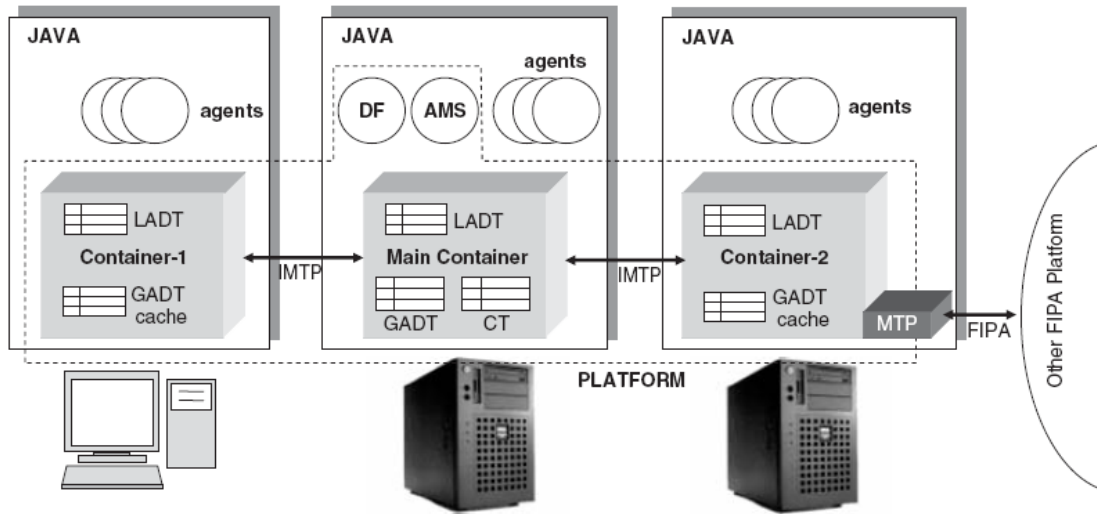 JAVA
agents
LADT
Container-1
GADT
cache
IMTP
JAVA
DF
AMS
agents
LADT
Main Container
GADT
CT
IMTP
JAVA
agents
LADT
Container-2
GADT
cache
MTP
FIPA
Other FIPA Platform
PLATFORM